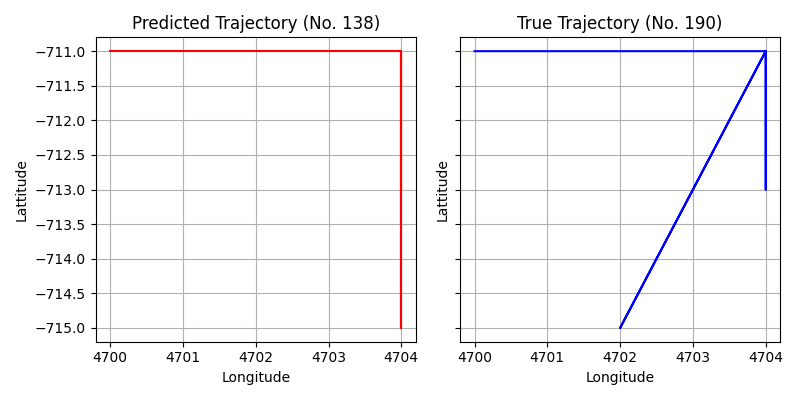 Predicted Trajectory (No. 138)
True Trajectory (No. 190)
−711.0
−711.5
−712.0
−712.5
−713.0
−713.5
−714.0
−714.5
−715.0
Lattitude
Lattitude
4700 4701 4702 4703 4704
4700 4701 4702 4703 4704
Longitude
Longitude